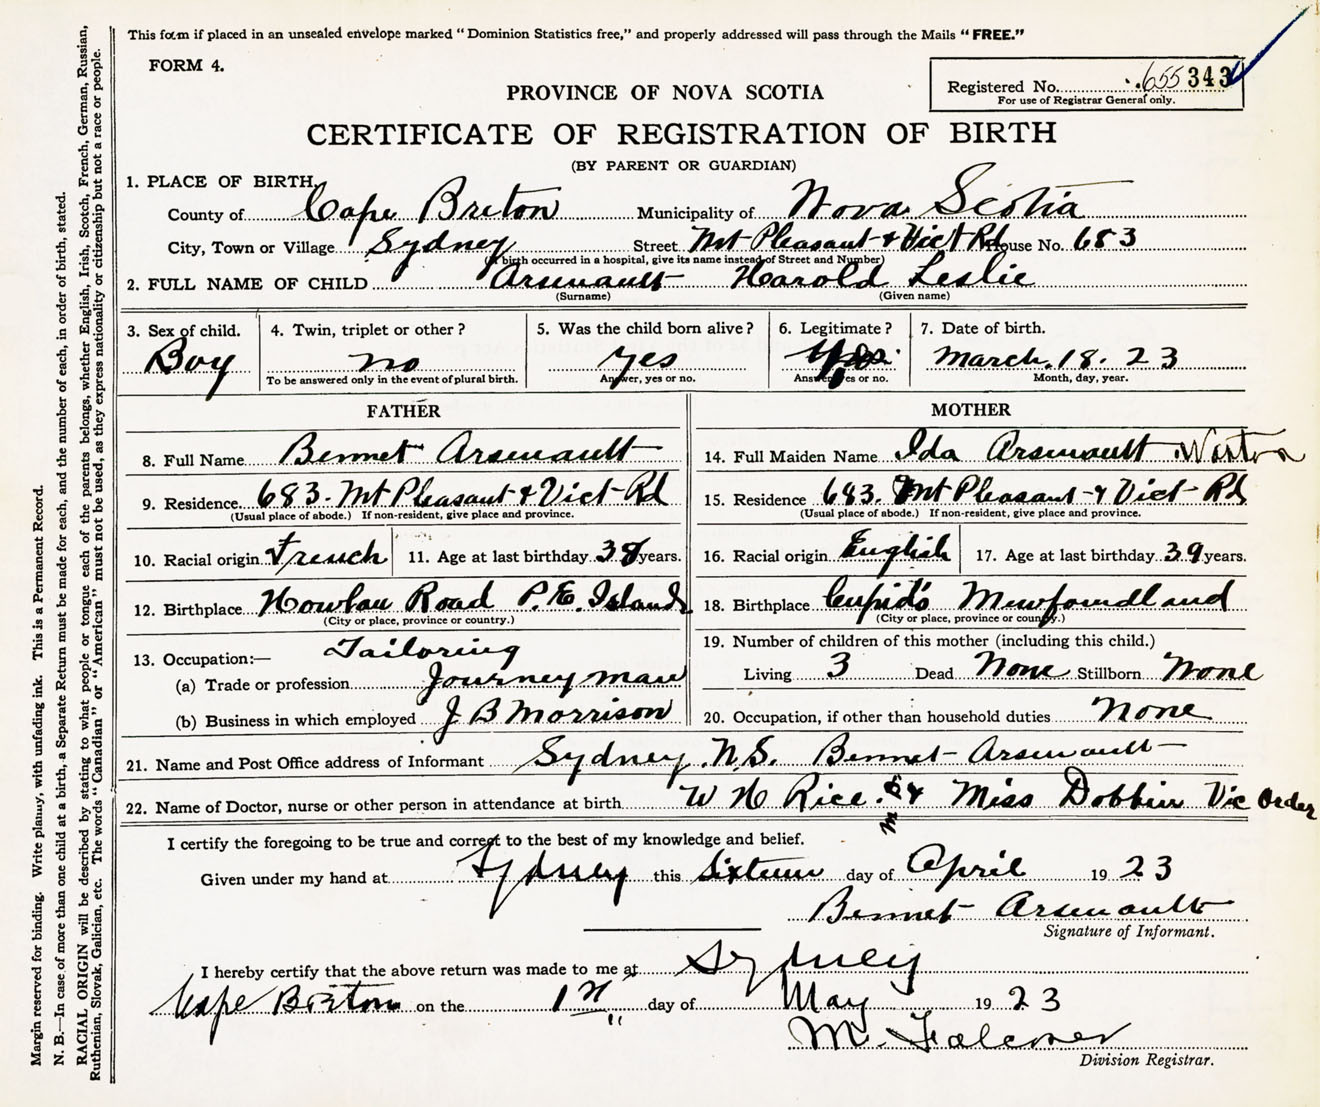 This form if placed in an unsealed envelope marked "Dominion Statistics free," and properly addressed will pass through the Mails "FREE."
FORM 4.
Registered No. 655343
For use of Registrar General only.
PROVINCE OF NOVA SCOTIA
CERTIFICATE OF REGISTRATION OF BIRTH
(BY PARENT OR GUARDIAN)
1. PLACE OF BIRTH,
County of Cape Breton Municipality of Nova Scotia
City, Town or Village Sydney Street Mt Pleasant & Vict Rd House No. 683
(If birth occurred in a hospital, give its name instead of Street and Number)
2. FULL NAME OF CHILD Arsenault Harold Leslie
(Surname) (Given name)
3. Sex of child. 4. Twin, triplet or other? 5. Was the child born alive? 6. Legitimate? 7. Date of birth.
Boy no yes Yes March. 18. 23
To be answered only in the event of plural birth. Answer, yes or no. Answer, yes or no. Month, day, year.
FATHER MOTHER
8. Full Name Bennet Arsenault 14. Full Maiden Name Ida Arsenault
9. Residence 683. Mt Pleasant & Vict Rd 15. Residence 683. Mt Pleasant & Vict Rd
(Usual place of abode.) If non-resident, give place and province. (Usual place of abode.) If non-resident, give place and province.
10. Racial origin French 11. Age at last birthday years. 16. Racial origin English 17. Age at last birthday 39 years.
12. Birthplace Howlan Road P.E. Island 18. Birthplace Cupids Newfoundland
(City or place, province or country.) (City or place, province or country.)
13. Occupation:— Tailoring 19. Number of children of this mother (including this child.)
(a) Trade or profession Journeyman Living 3 Dead None Stillborn None
(b) Business in which employed J B Morrison 20. Occupation, if other than household duties None
21. Name and Post Office address of Informant Sydney N.S. Bennet Arsenault
22. Name of Doctor, nurse or other person in attendance at birth W H Rice. & Miss Dobbin Vic Order
I certify the foregoing to be true and correct to the best of my knowledge and belief.
Given under my hand at Sydney this Sixteen day of April 1923
Bennet Arsenault
Signature of Informant.
I hereby certify that the above return was made to me at Sydney
Cape Breton on the day of May 1923
M. Falconer
Division Registrar.
Margin reserved for binding. Write plainly, with unfading ink. This is a Permanent Record.
N. B.—In case of more than one child at a birth, a Separate Return must be made for each, and the number of each, in order of birth, stated.
RACIAL ORIGIN will be described by stating to what people or tongue each of the parents belongs, whether English, Irish, Scotch, French, German, Russian,
Ruthenian, Slovak, Galician, etc. The words "Canadian" or "American" must not be used, as they express nationality or citizenship but not a race or people.